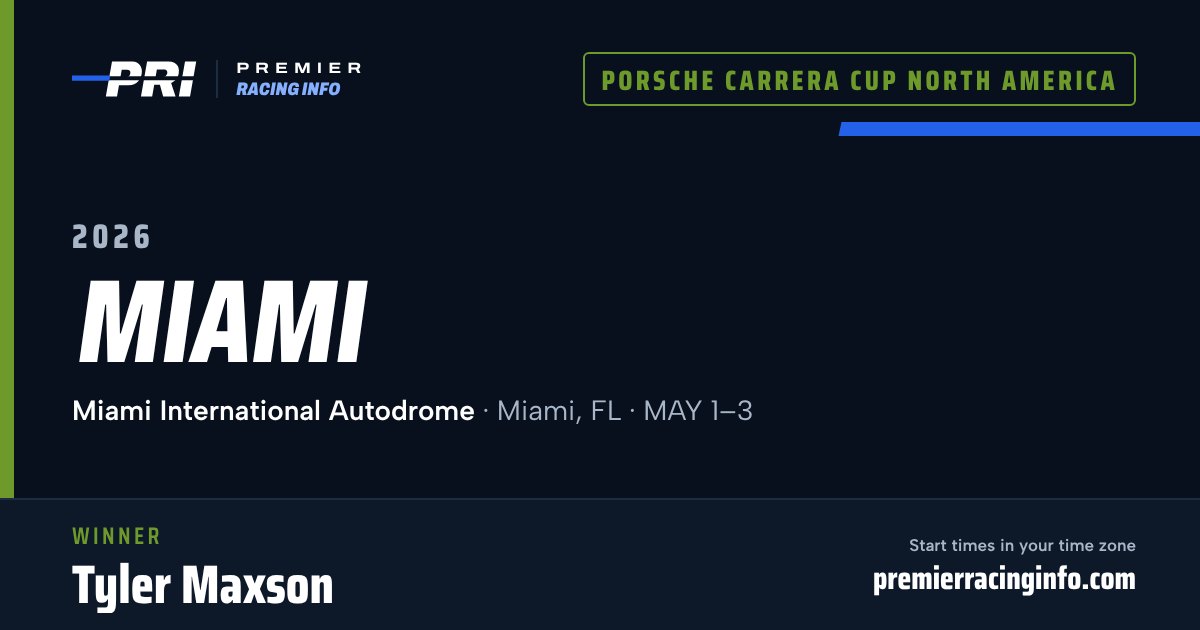 PRI
PREMIER
RACING INFO
PORSCHE CARRERA CUP NORTH AMERICA
2026
MIAMI
Miami International Autodrome · Miami, FL · MAY 1–3
WINNER
Tyler Maxson
Start times in your time zone
premierracinginfo.com